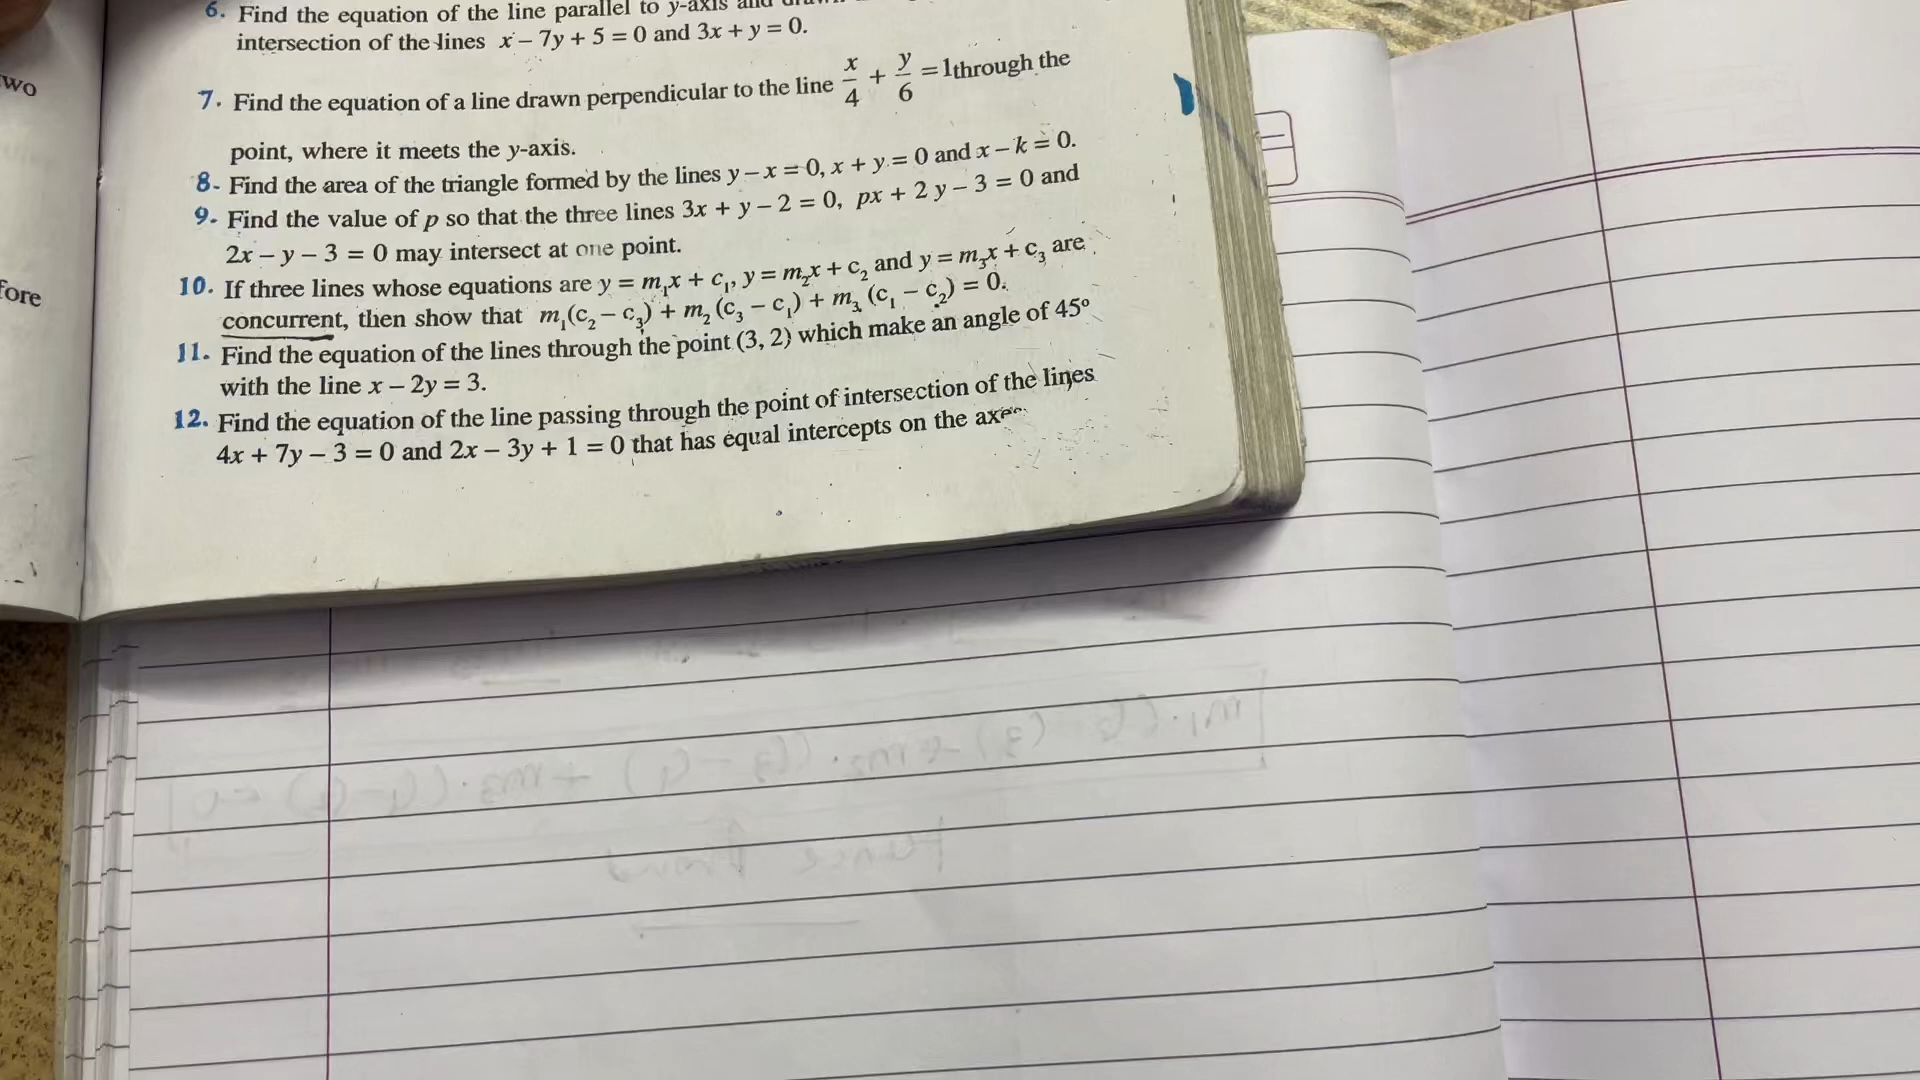 wo
fore
6. Find the equation of the line parallel to y-axis and drawn
intersection of the lines x – 7y + 5 = 0 and 3x + y = 0.
7. Find the equation of a line drawn perpendicular to the line x/4 + y/6 = 1 through the
point, where it meets the y-axis.
8. Find the area of the triangle formed by the lines y – x = 0, x + y = 0 and x – k = 0.
9. Find the value of p so that the three lines 3x + y – 2 = 0, px + 2 y – 3 = 0 and
2x – y – 3 = 0 may intersect at one point.
10. If three lines whose equations are y = m₁x + c₁, y = m₂x + c₂ and y = m₃x + c₃ are
concurrent, then show that m₁(c₂ – c₃) + m₂ (c₃ – c₁) + m₃ (c₁ – c₂) = 0.
11. Find the equation of the lines through the point (3, 2) which make an angle of 45°
with the line x – 2y = 3.
12. Find the equation of the line passing through the point of intersection of the lines
4x + 7y – 3 = 0 and 2x – 3y + 1 = 0 that has equal intercepts on the axes.